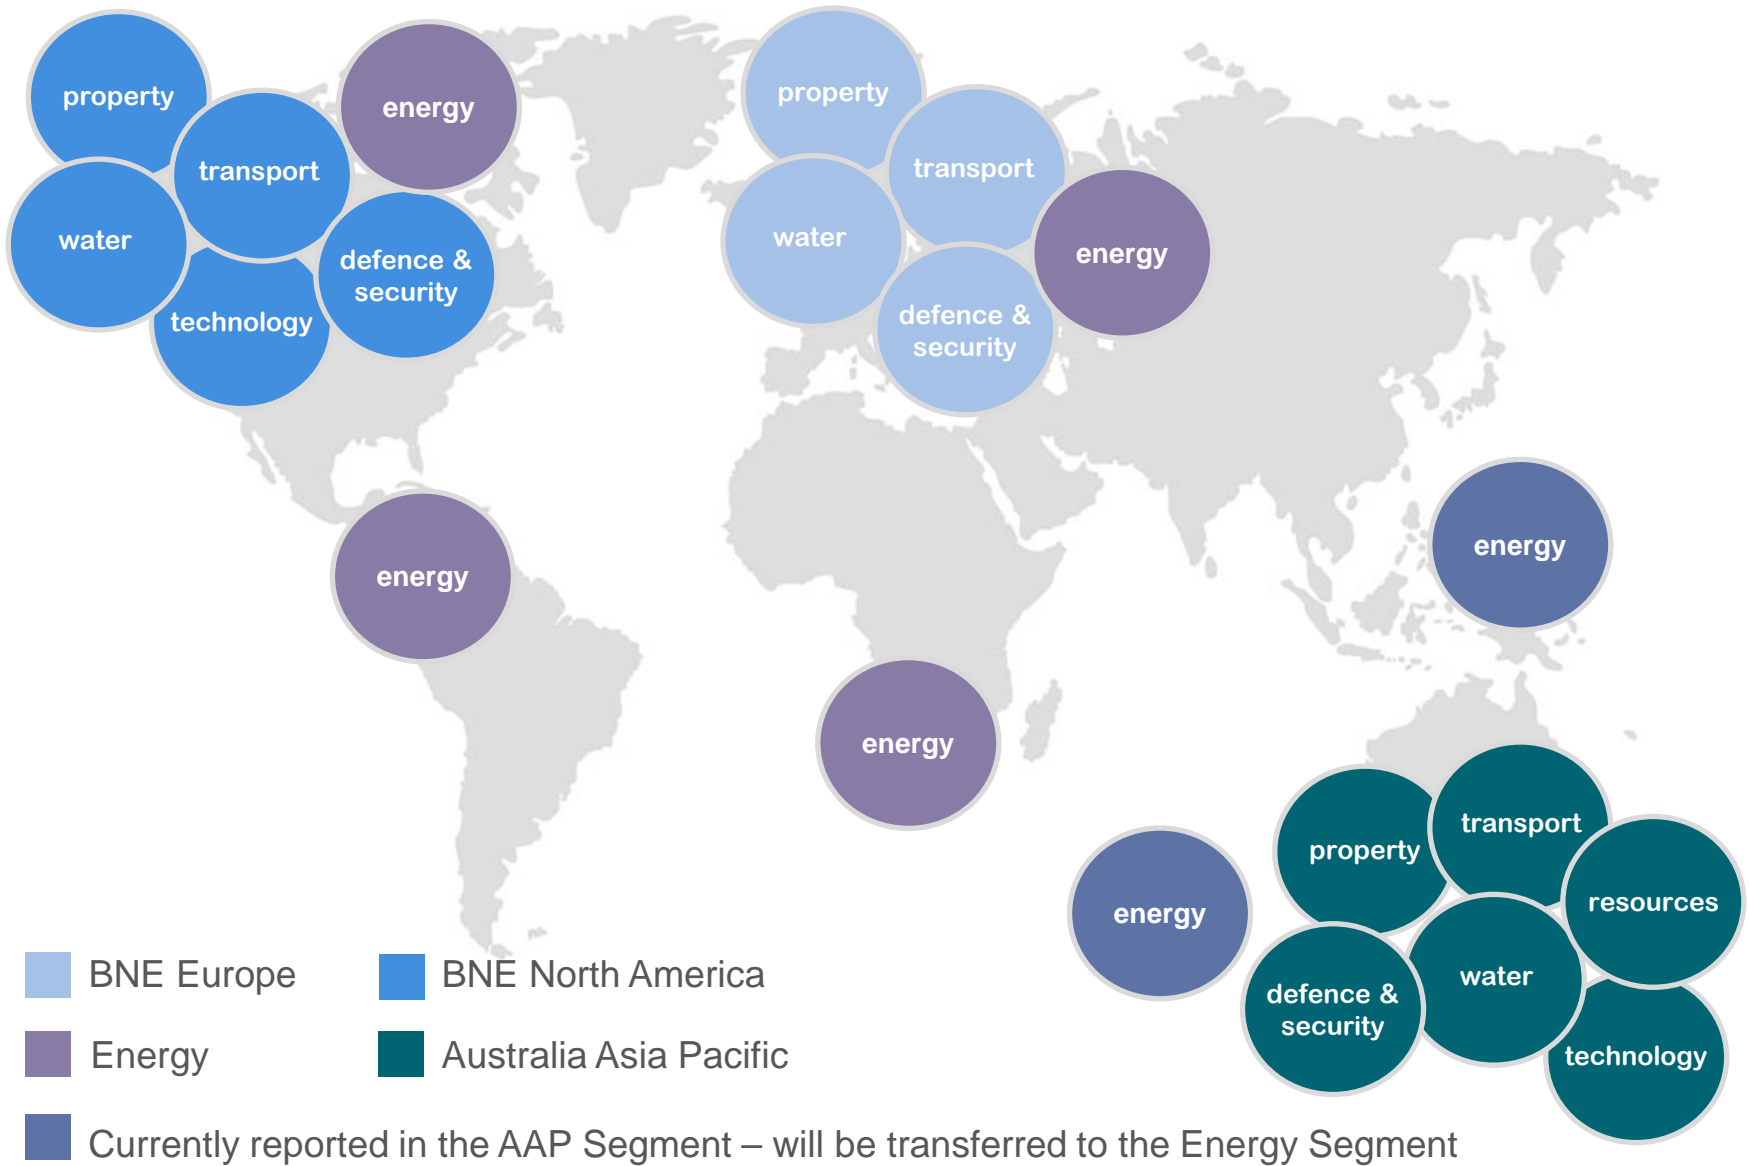 property
transport
energy
water
defence &
security
technology
property
transport
water
energy
defence &
security
energy
energy
energy
energy
property
transport
resources
defence &
security
water
technology
BNE Europe
BNE North America
Energy
Australia Asia Pacific
Currently reported in the AAP Segment – will be transferred to the Energy Segment